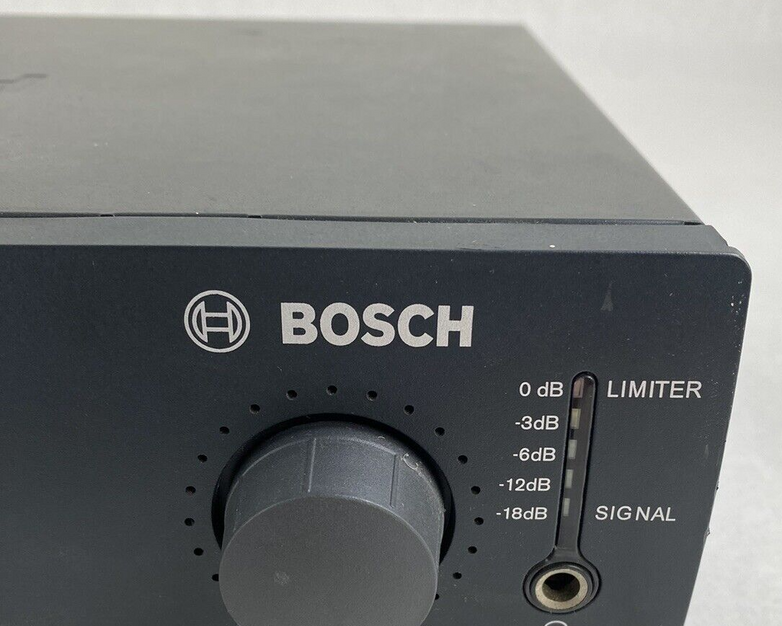 BOSCH
0 dB LIMITER
-3dB
-6dB
-12dB
-18dB SIGNAL